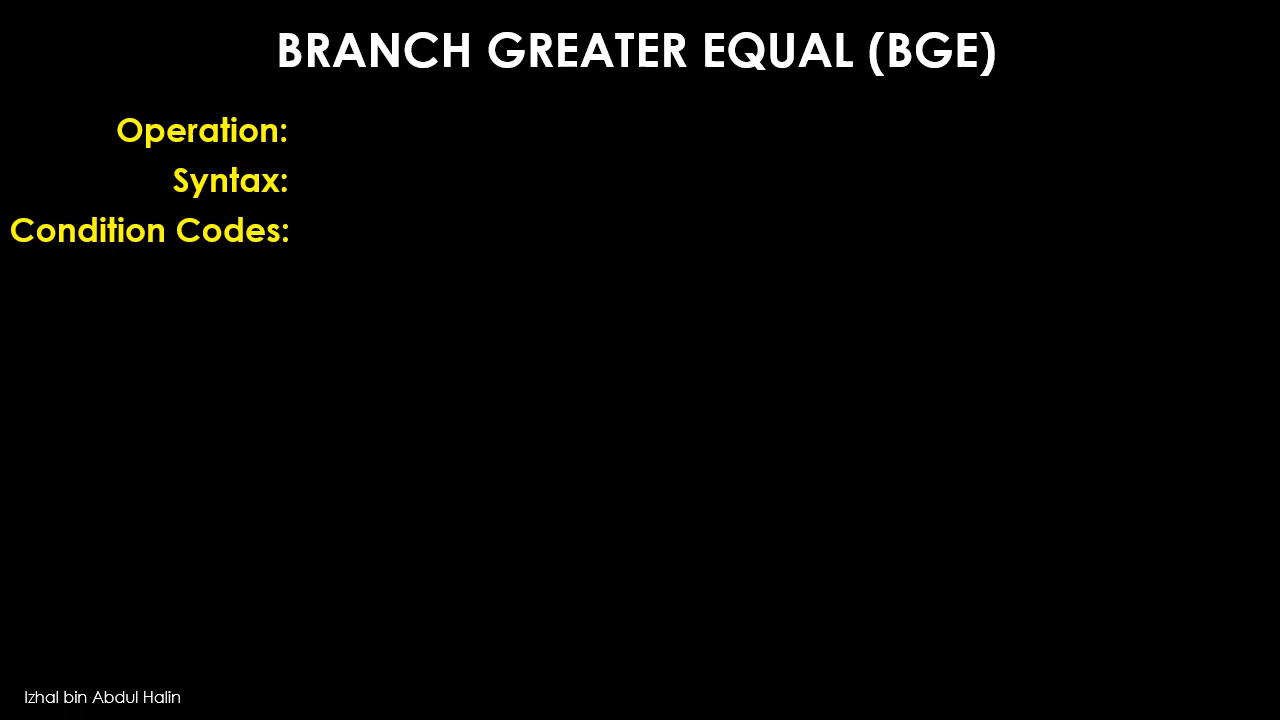 BRANCH GREATER EQUAL (BGE)
Operation:
Syntax:
Condition Codes:
Izhal bin Abdul Halin